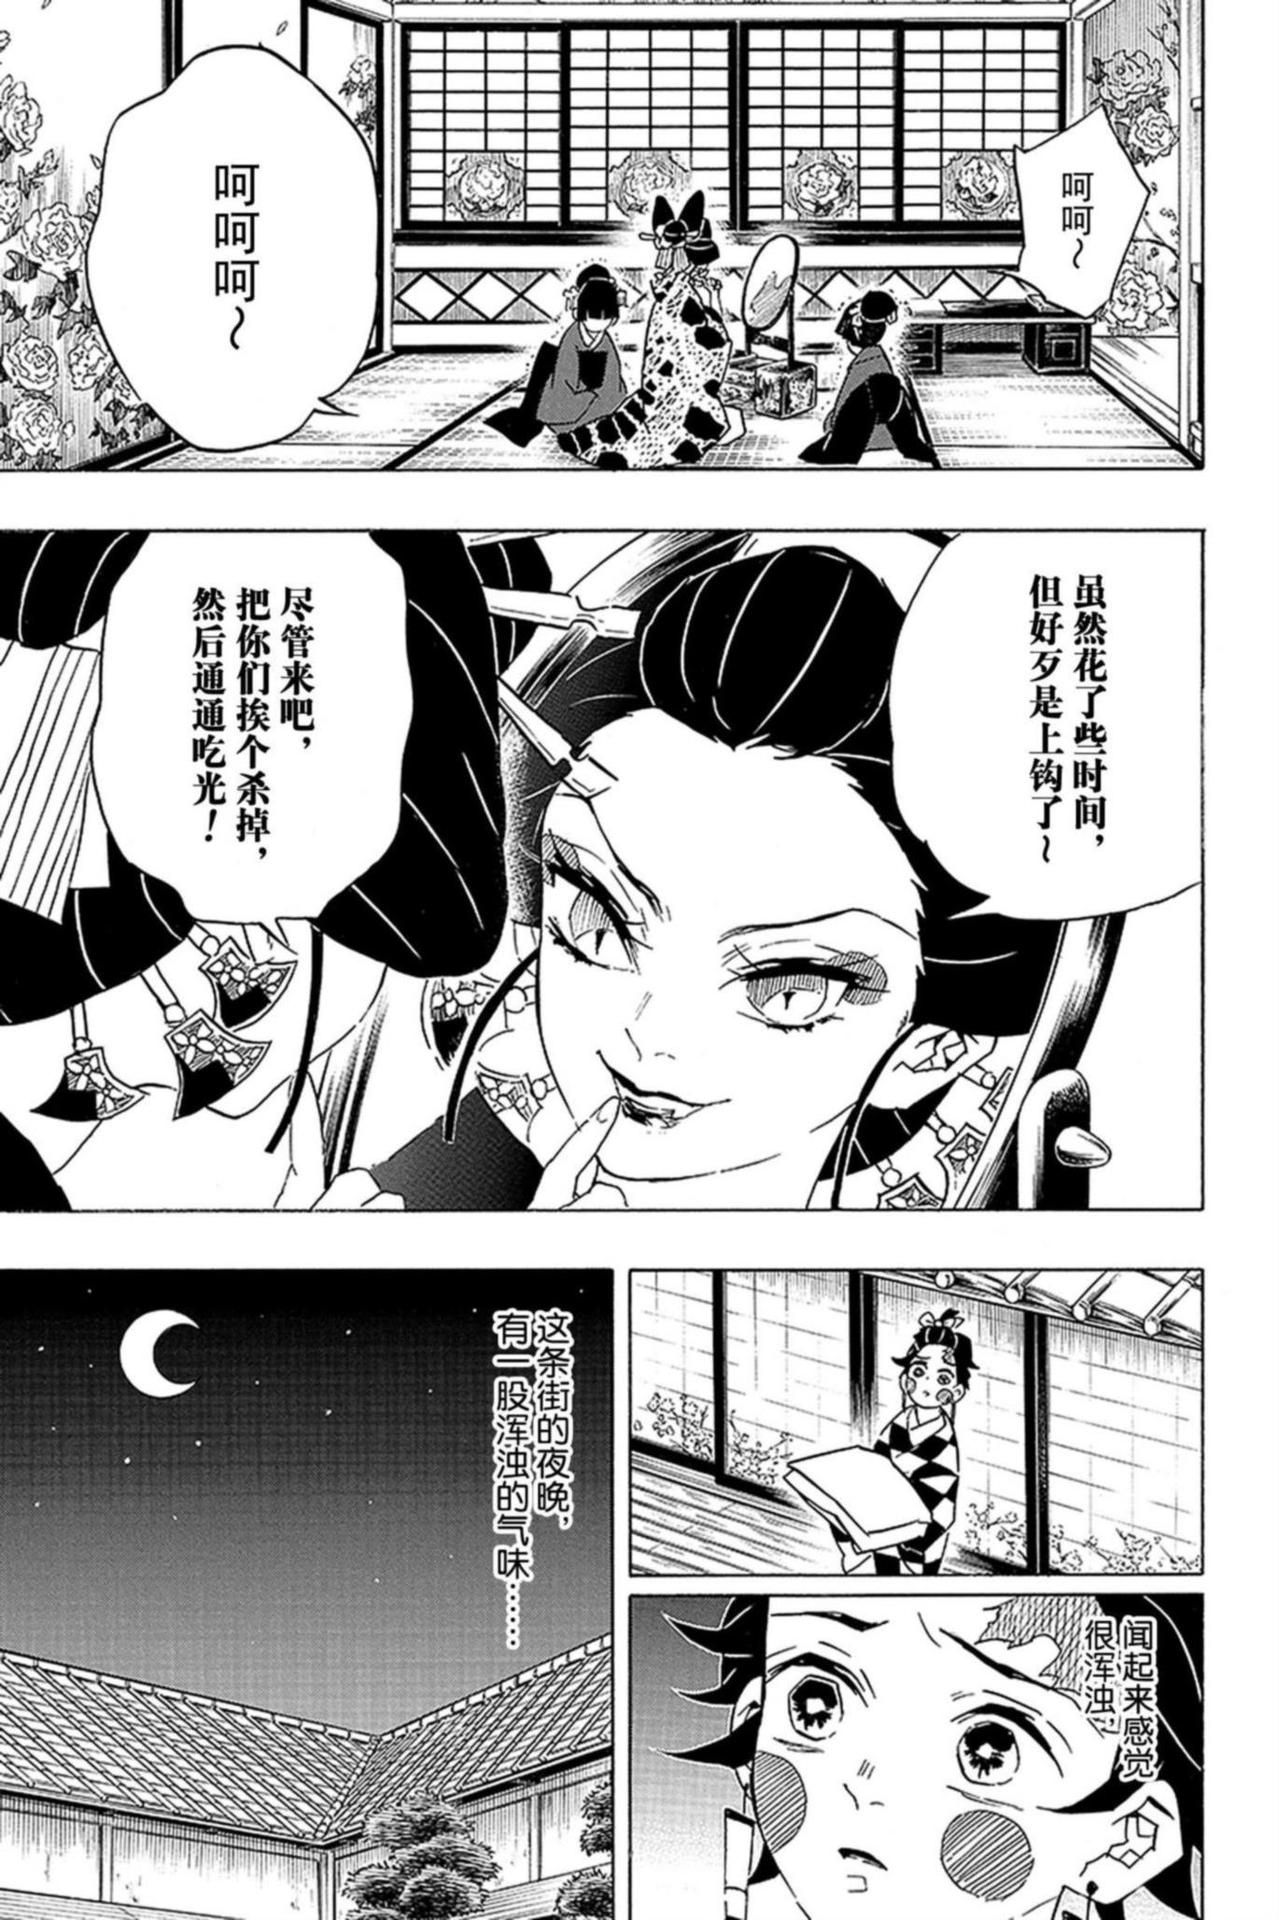 呵
呵~
呵
呵
呵~
虽然花了些时间，
但好歹是上钩了~
尽管来吧，
把你们挨个杀掉，
然后通通吃光！
闻起来感觉
很浑浊，
这条街的夜晚，
有一股浑浊的气味……